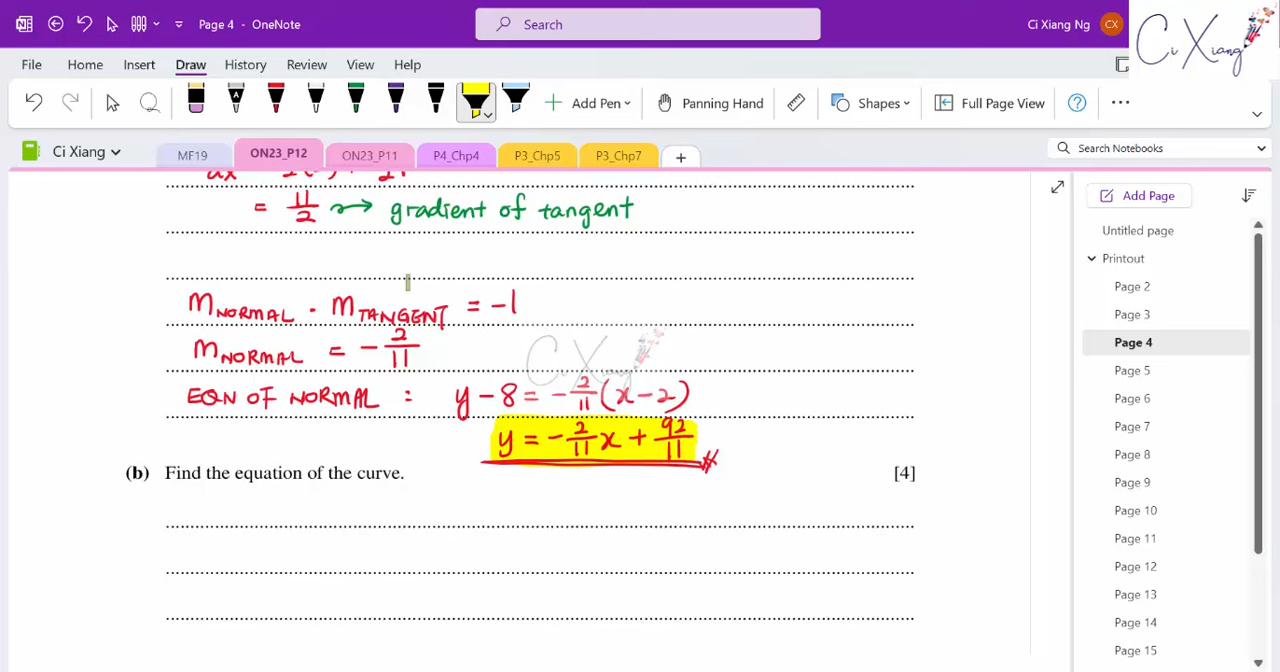 Page 4 - OneNote
Search
Ci Xiang Ng
CX
Ci Xiang
File Home Insert Draw History Review View Help
Add Pen Panning Hand Shapes Full Page View
Ci Xiang MF19 ON23_P12 ON23_P11 P4_Chp4 P3_Chp5 P3_Chp7 Search Notebooks
= 11/2 → gradient of tangent
M_NORMAL · M_TANGENT = -1
M_NORMAL = -2/11
EQN OF NORMAL : y - 8 = -2/11 (x - 2)
y = -2/11 x + 92/11
Ci Xiang
(b) Find the equation of the curve. [4]
Add Page
Untitled page
Printout
Page 2
Page 3
Page 4
Page 5
Page 6
Page 7
Page 8
Page 9
Page 10
Page 11
Page 12
Page 13
Page 14
Page 15